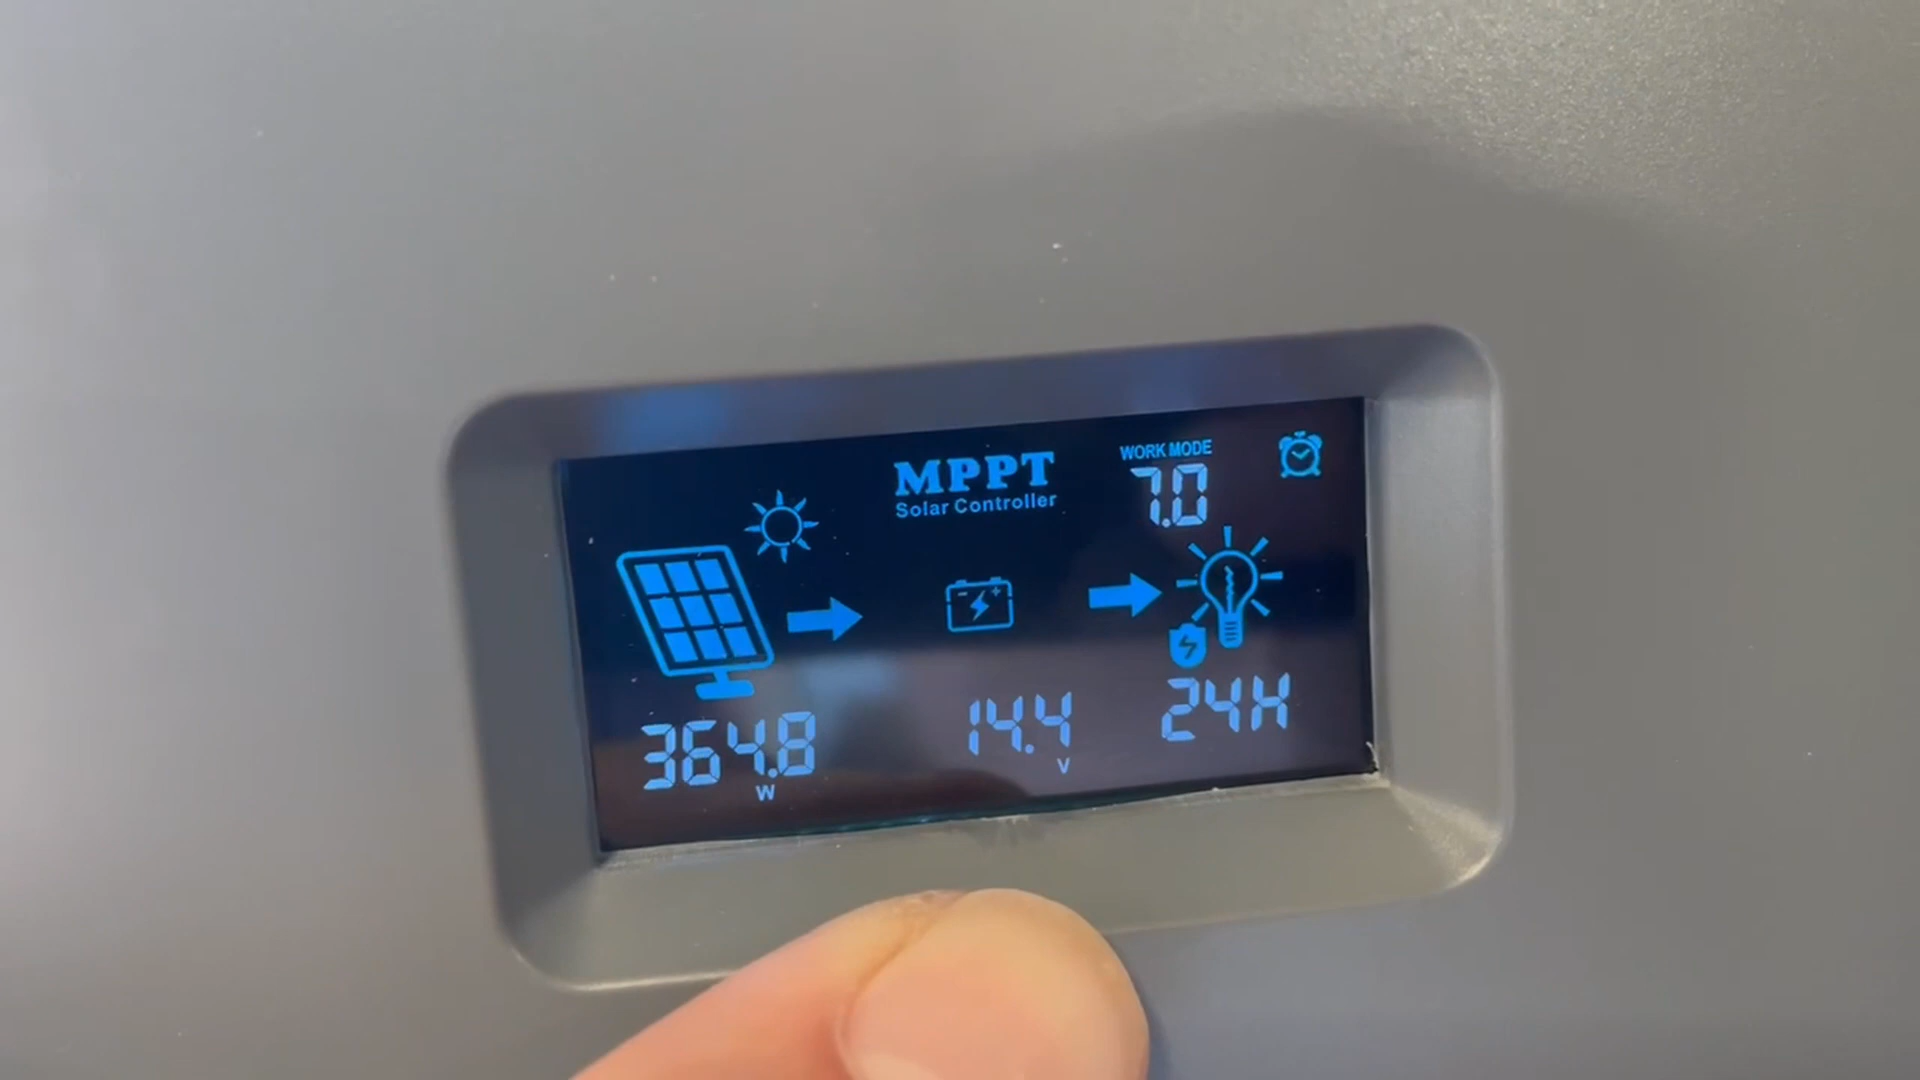 MPPT
Solar Controller
WORK MODE
7.0
364.8
W
14.4
V
24H